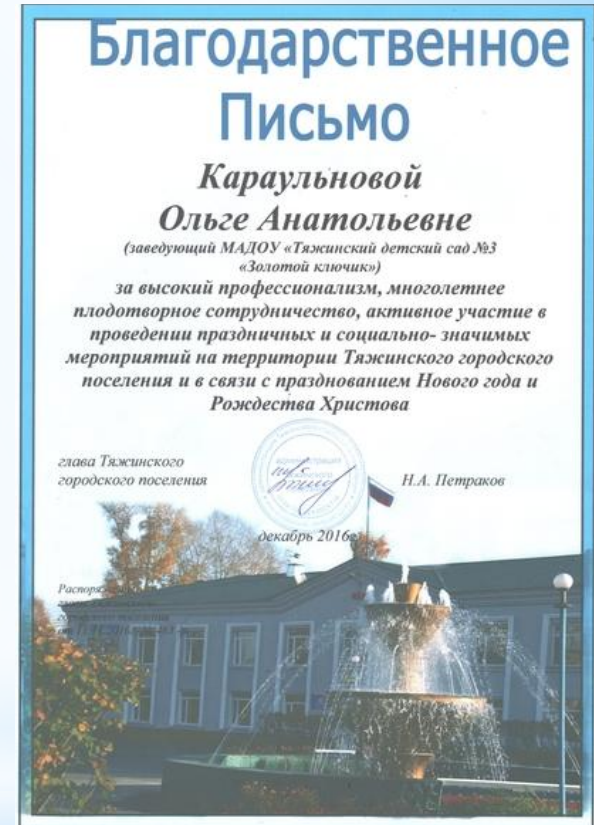 Благодарственное
Письмо
Караульновой
Ольге Анатольевне
(заведующий МАДОУ «Тяжинский детский сад №3
«Золотой ключик»)
за высокий профессионализм, многолетнее
плодотворное сотрудничество, активное участие в
проведении праздничных и социально- значимых
мероприятий на территории Тяжинского городского
поселения и в связи с празднованием Нового года и
Рождества Христова
глава Тяжинского
городского поселения
Н.А. Петраков
декабрь 2016г